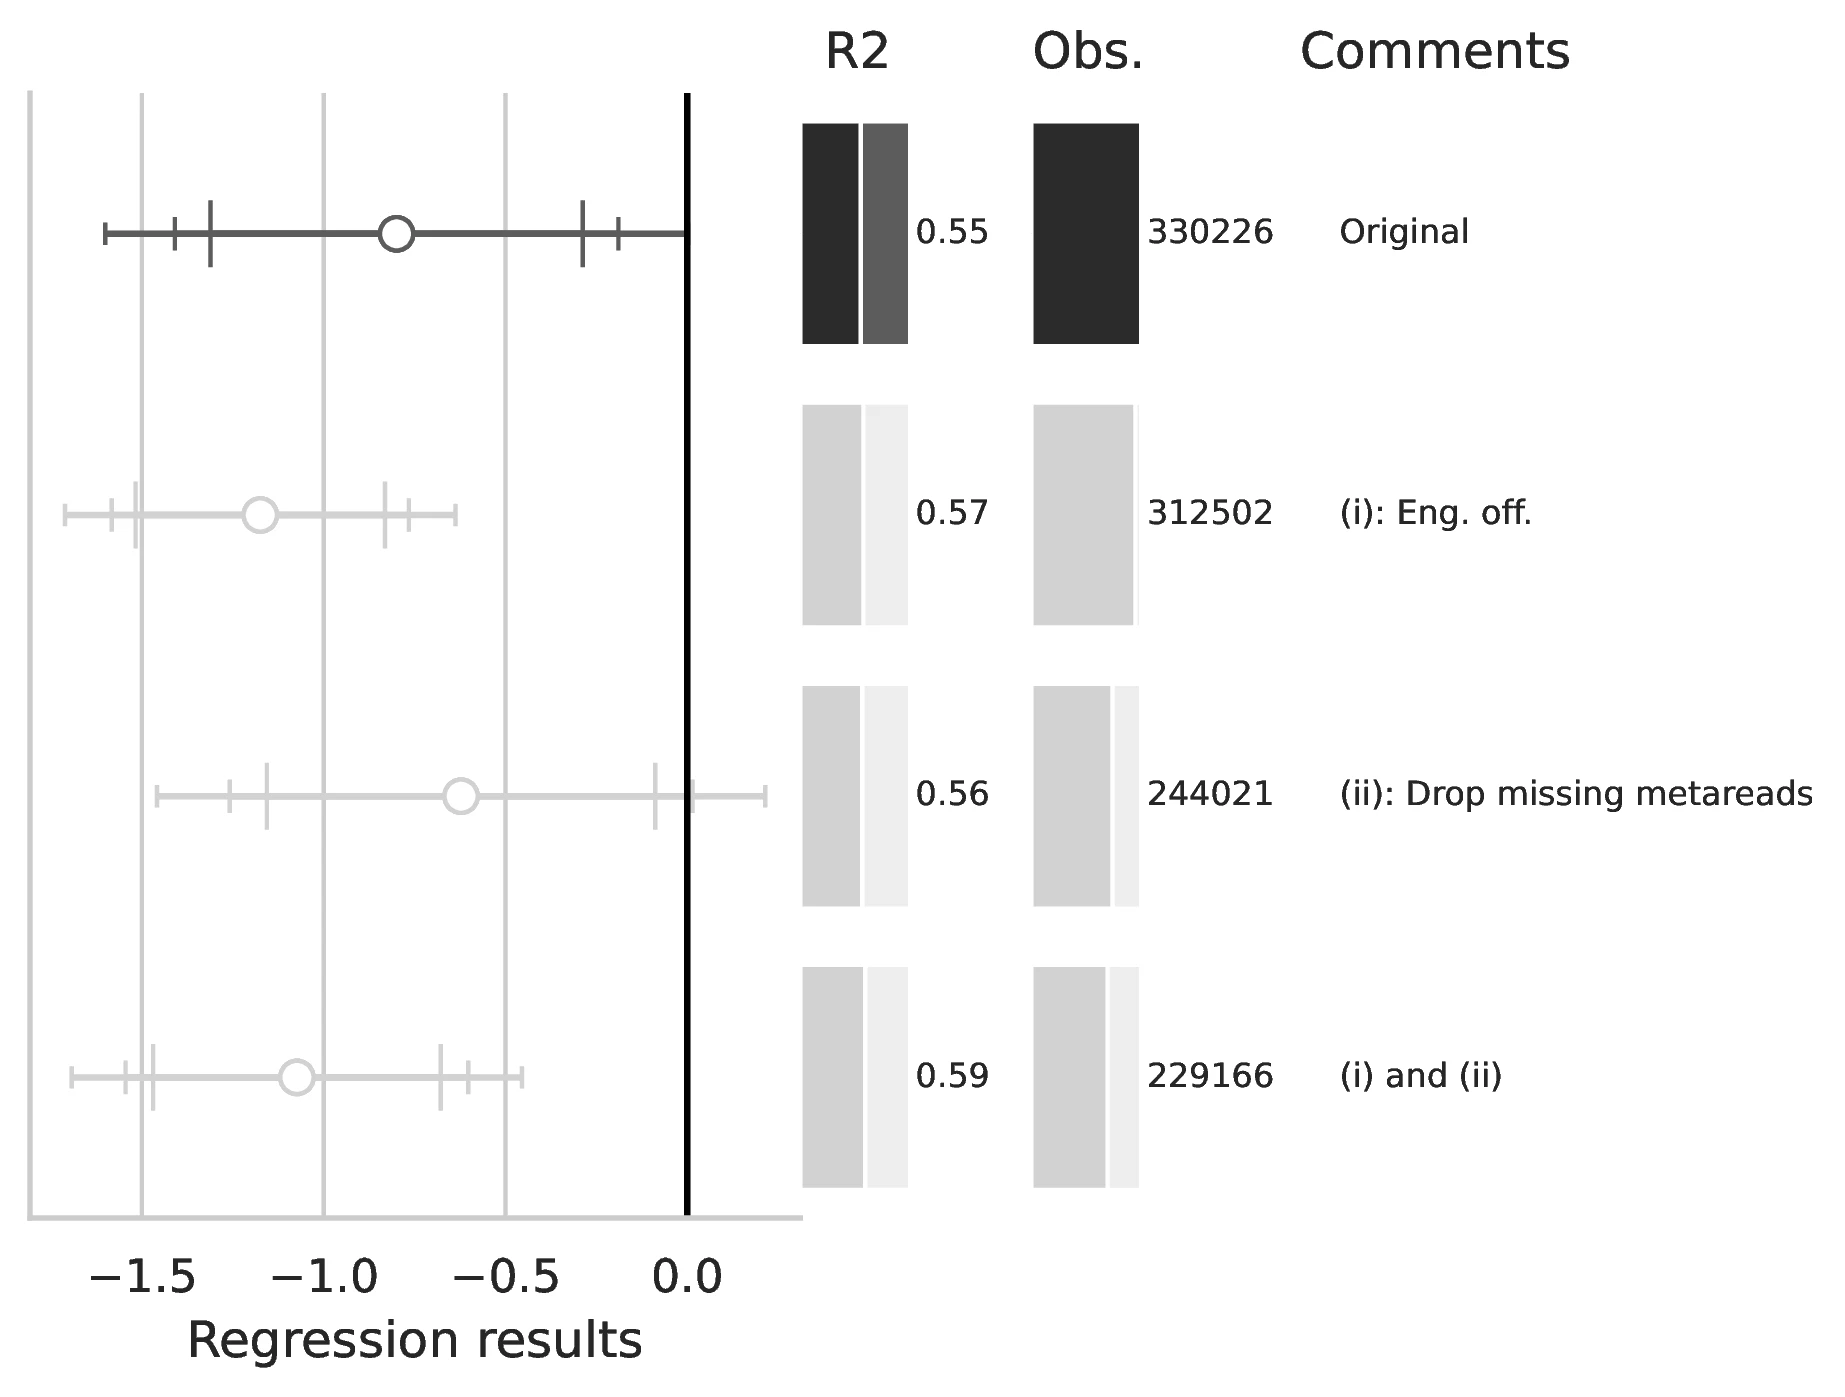 R2 Obs. Comments
0.55 330226 Original
0.57 312502 (i): Eng. off.
0.56 244021 (ii): Drop missing metareads
0.59 229166 (i) and (ii)
−1.5 −1.0 −0.5 0.0
Regression results